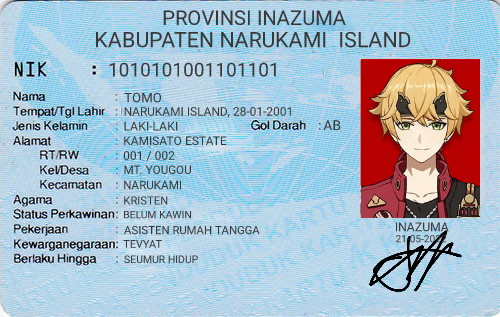 PROVINSI INAZUMA
KABUPATEN NARUKAMI ISLAND
NIK : 1010101001101101
Nama : TOMO
Tempat/Tgl Lahir : NARUKAMI ISLAND, 28-01-2001
Jenis Kelamin : LAKI-LAKI Gol Darah : AB
Alamat : KAMISATO ESTATE
RT/RW : 001 / 002
Kel/Desa : MT. YOUGOU
Kecamatan : NARUKAMI
Agama : KRISTEN
Status Perkawinan: BELUM KAWIN
Pekerjaan : ASISTEN RUMAH TANGGA
Kewarganegaraan: TEVYAT
Berlaku Hingga : SEUMUR HIDUP
INAZUMA
21-05-